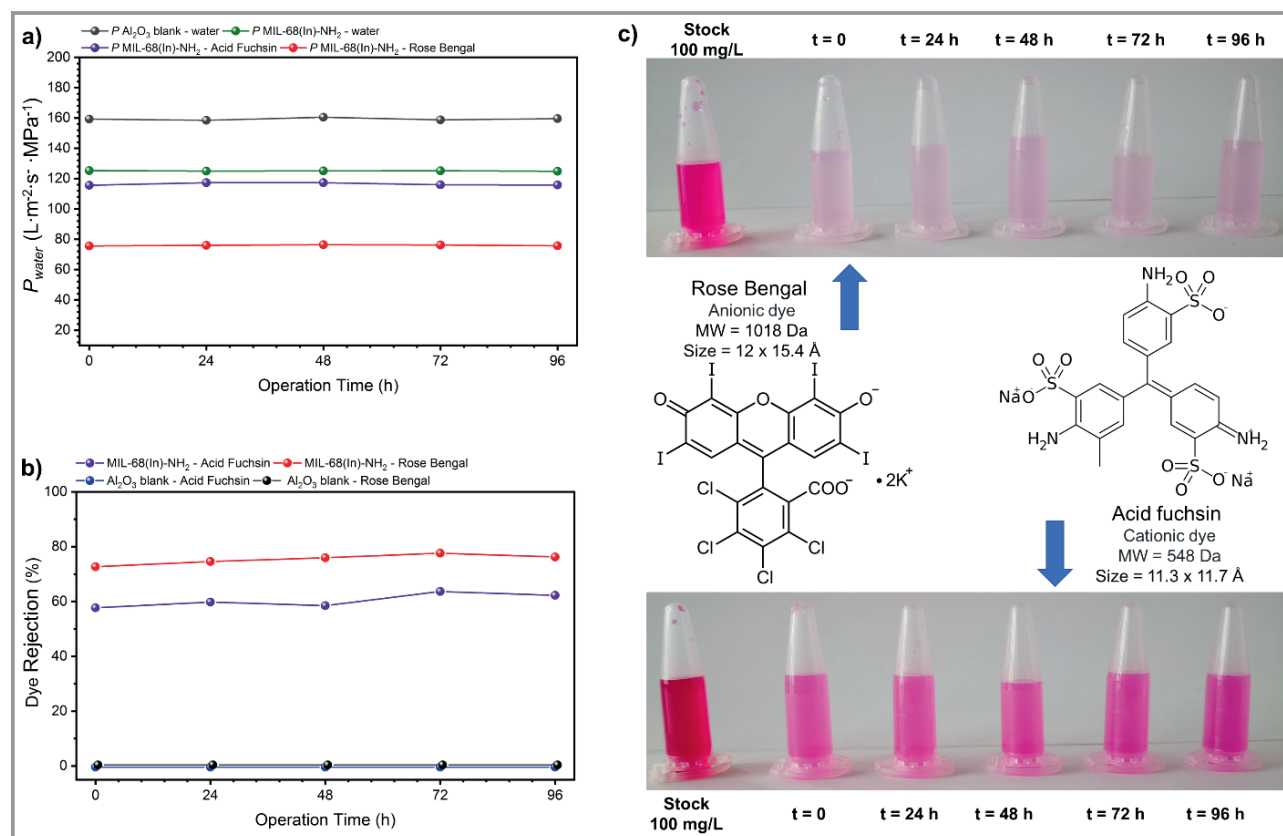 a)
P Al₂O₃ blank - water
P MIL-68(In)-NH₂ - water
P MIL-68(In)-NH₂ - Acid Fuchsin
P MIL-68(In)-NH₂ - Rose Bengal
200
180
160
140
120
100
80
60
40
20
P_water (L·m⁻²·s⁻·MPa⁻¹)
0 24 48 72 96
Operation Time (h)
b)
MIL-68(In)-NH₂ - Acid Fuchsin
MIL-68(In)-NH₂ - Rose Bengal
Al₂O₃ blank - Acid Fuchsin
Al₂O₃ blank - Rose Bengal
100
80
60
40
20
0
Dye Rejection (%)
0 24 48 72 96
Operation Time (h)
c)
Stock
100 mg/L
t = 0
t = 24 h
t = 48 h
t = 72 h
t = 96 h
Rose Bengal
Anionic dye
MW = 1018 Da
Size = 12 x 15.4 Å
I
I
O
O
O⁻
I
I
Cl
COO⁻
• 2K⁺
Cl
Cl
Cl
NH₂
O
O
S
O⁻
O
O
S
Na⁺
O⁻
H₂N
NH₂⁺
O
S
O
O⁻
Na⁺
Acid fuchsin
Cationic dye
MW = 548 Da
Size = 11.3 x 11.7 Å
Stock
100 mg/L
t = 0
t = 24 h
t = 48 h
t = 72 h
t = 96 h